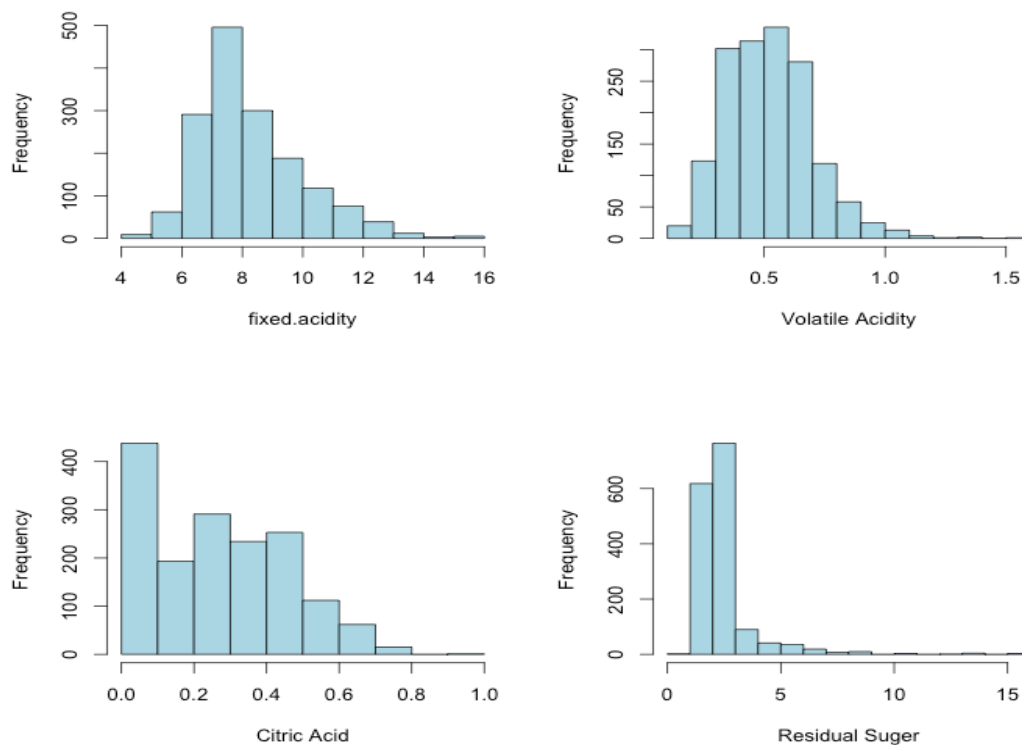 Frequency
0 100 300 500
4 6 8 10 12 14 16
fixed.acidity
Frequency
0 50 150 250
0.5 1.0 1.5
Volatile Acidity
Frequency
0 100 200 300 400
0.0 0.2 0.4 0.6 0.8 1.0
Citric Acid
Frequency
0 200 400 600
0 5 10 15
Residual Suger